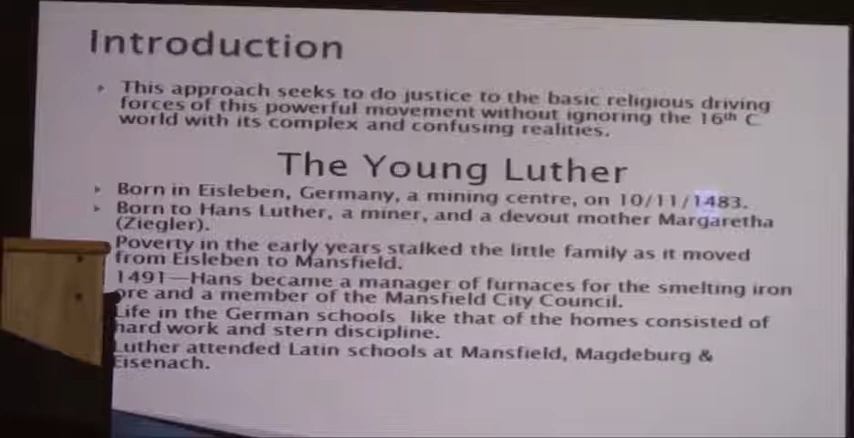 Introduction
This approach seeks to do justice to the basic religious driving
forces of this powerful movement without ignoring the 16th C
world with its complex and confusing realities.
The Young Luther
Born in Eisleben, Germany, a mining centre, on 10/11/1483.
Born to Hans Luther, a miner, and a devout mother Margaretha
(Ziegler).
Poverty in the early years stalked the little family as it moved
from Eisleben to Mansfield.
1491—Hans became a manager of furnaces for the smelting iron
ore and a member of the Mansfield City Council.
Life in the German schools like that of the homes consisted of
hard work and stern discipline.
Luther attended Latin schools at Mansfield, Magdeburg &
Eisenach.